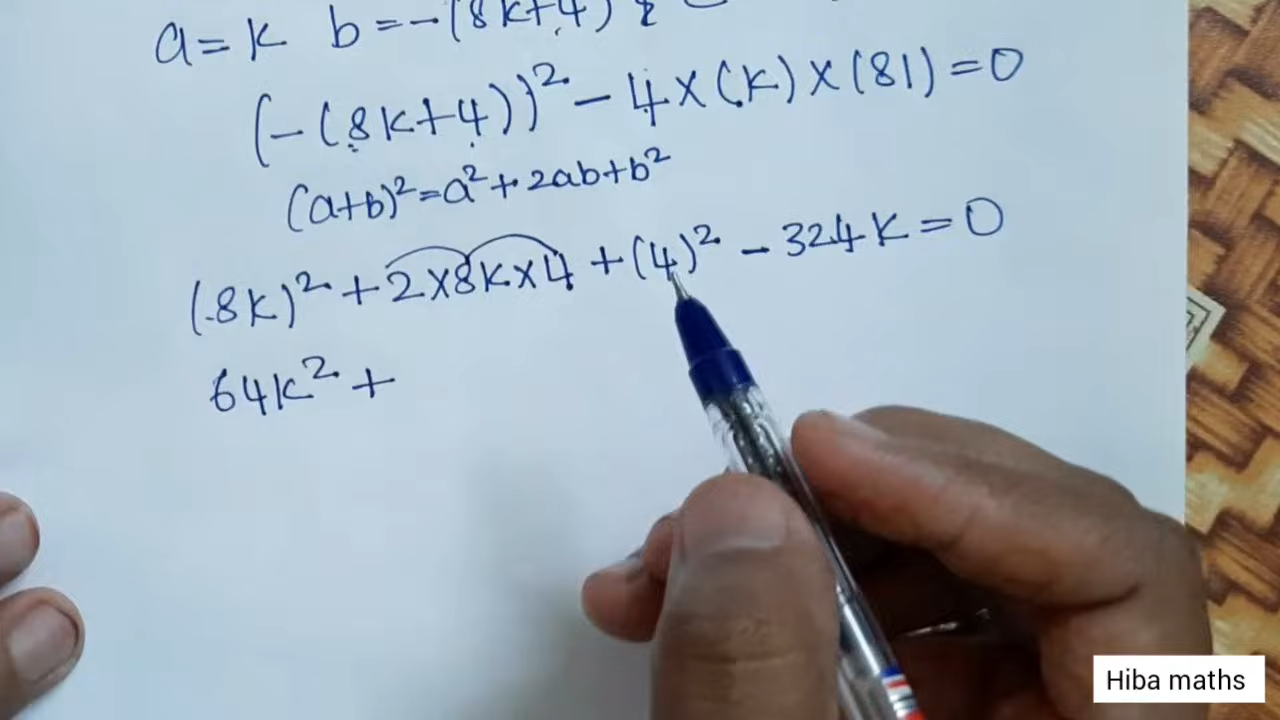 a = k b = -(8k+4)
(-(8k+4))² - 4×(k)×(81) = 0
(a+b)² = a² + 2ab + b²
(8k)² + 2×8k×4 + (4)² - 324k = 0
64k² +
Hiba maths